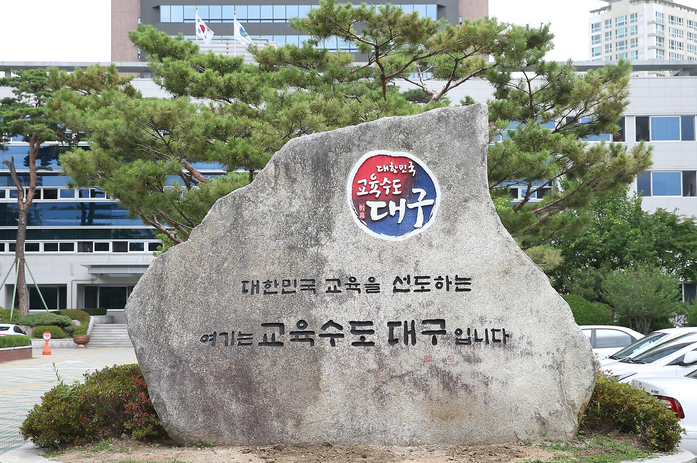 대한민국
교육수도
대구
대한민국 교육을 선도하는
여기는 교육수도 대구 입니다